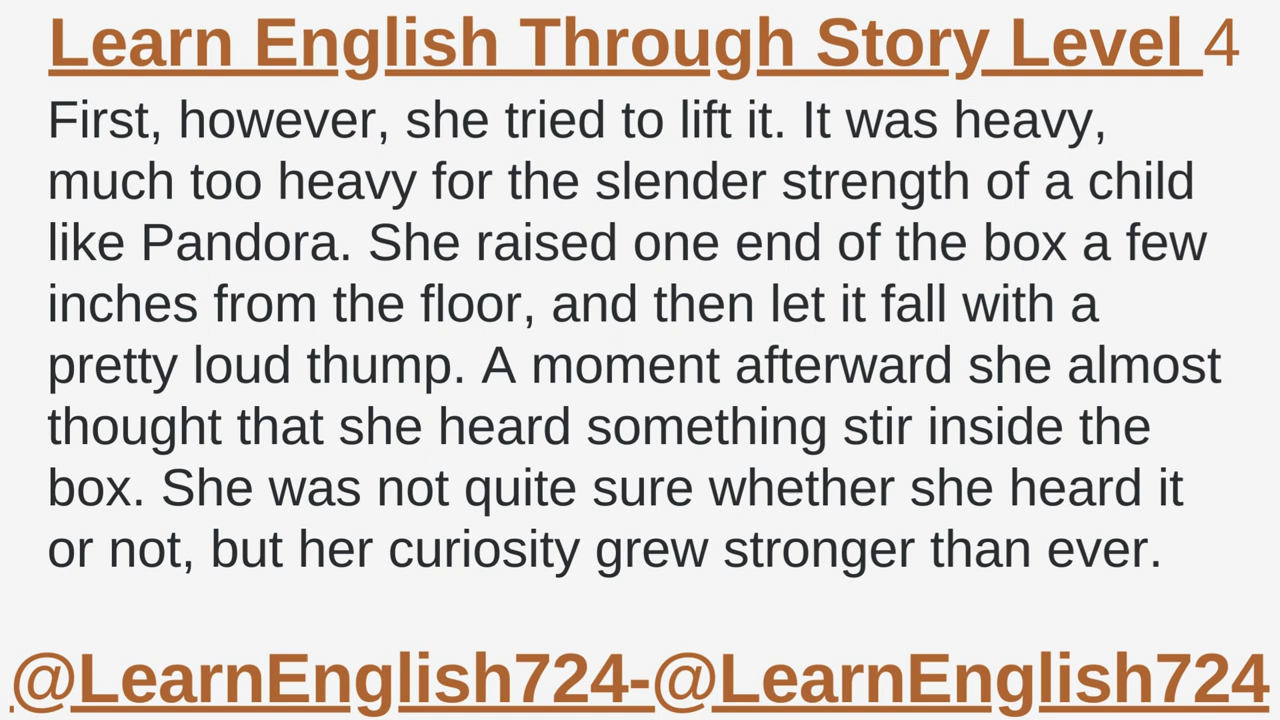 Learn English Through Story Level 4
First, however, she tried to lift it. It was heavy,
much too heavy for the slender strength of a child
like Pandora. She raised one end of the box a few
inches from the floor, and then let it fall with a
pretty loud thump. A moment afterward she almost
thought that she heard something stir inside the
box. She was not quite sure whether she heard it
or not, but her curiosity grew stronger than ever.
@LearnEnglish724-@LearnEnglish724